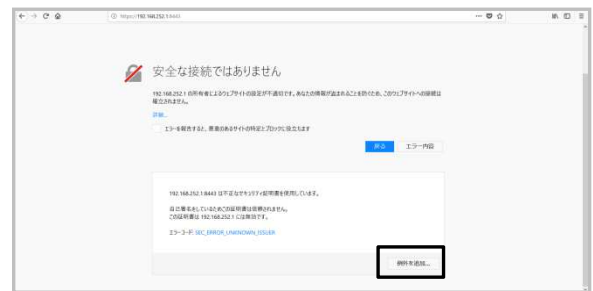 https://192.168.252.1:8443
安全な接続ではありません
192.168.252.1 の所有者によるウェブサイトの設定が不適切です。あなたの情報が盗まれることを防ぐため、このウェブサイトへの接続は
確立されません。
詳細...
エラーを報告すると、悪意のあるサイトの特定とブロックに役立ちます
戻る エラー内容
192.168.252.1:8443 は不正なセキュリティ証明書を使用しています。
自己署名をしているためこの証明書は信頼されません。
この証明書は 192.168.252.1 には無効です。
エラーコード: SEC_ERROR_UNKNOWN_ISSUER
例外を追加...